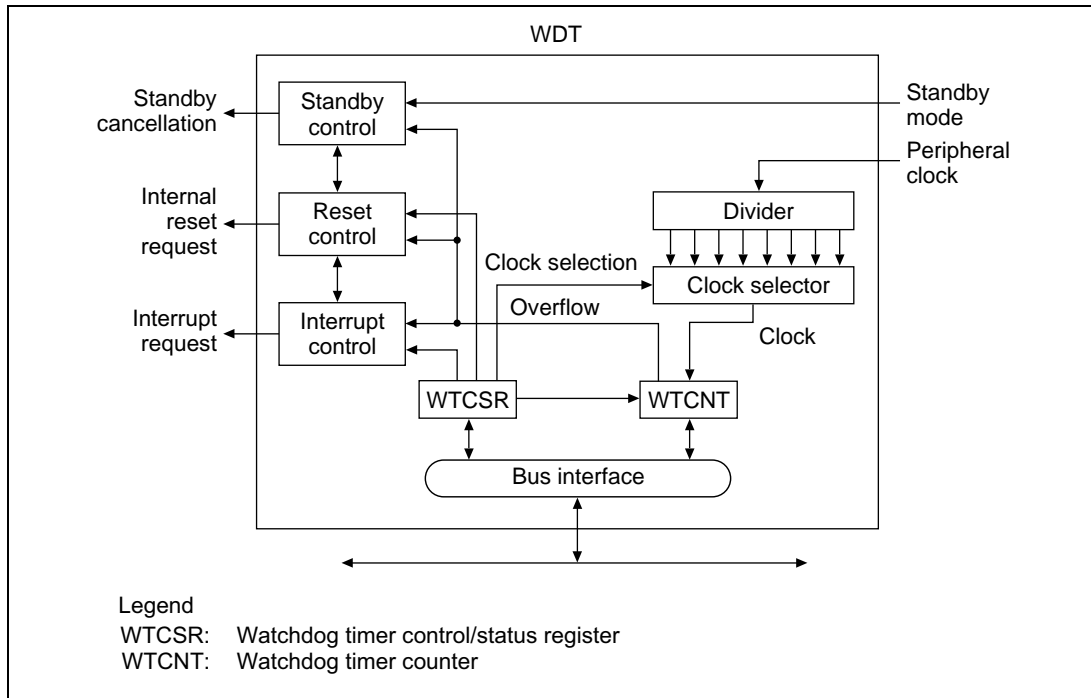 WDT
Standby
cancellation
Standby
control
Standby
mode
Peripheral
clock
Internal
reset
request
Reset
control
Divider
Clock selection
Clock selector
Overflow
Interrupt
request
Interrupt
control
Clock
WTCSR
WTCNT
Bus interface
Legend
WTCSR: Watchdog timer control/status register
WTCNT: Watchdog timer counter